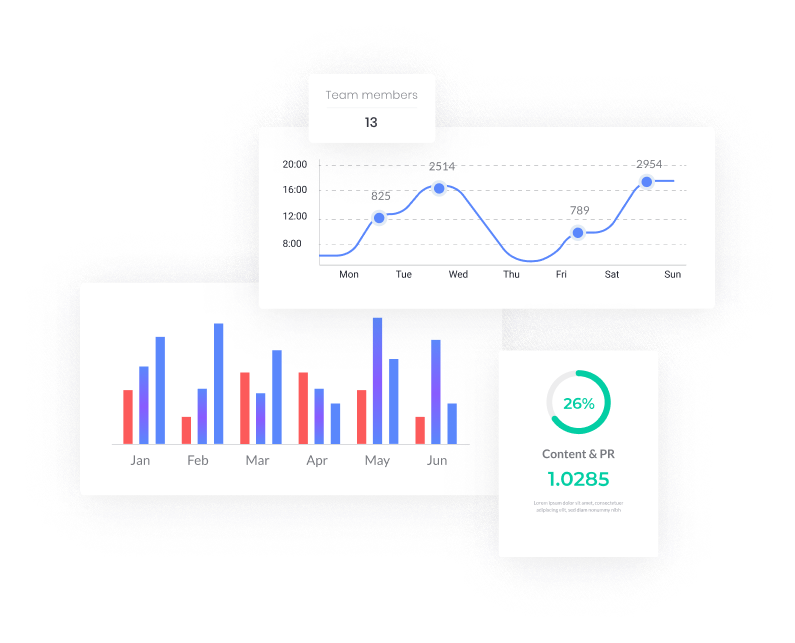 Team members
13
20:00
16:00
12:00
8:00
825
2514
789
2954
Mon Tue Wed Thu Fri Sat Sun
Jan Feb Mar Apr May Jun
26%
Content & PR
1.0285
Lorem ipsum dolor sit amet, consectetuer
adipiscing elit, sed diam nonummy nibh